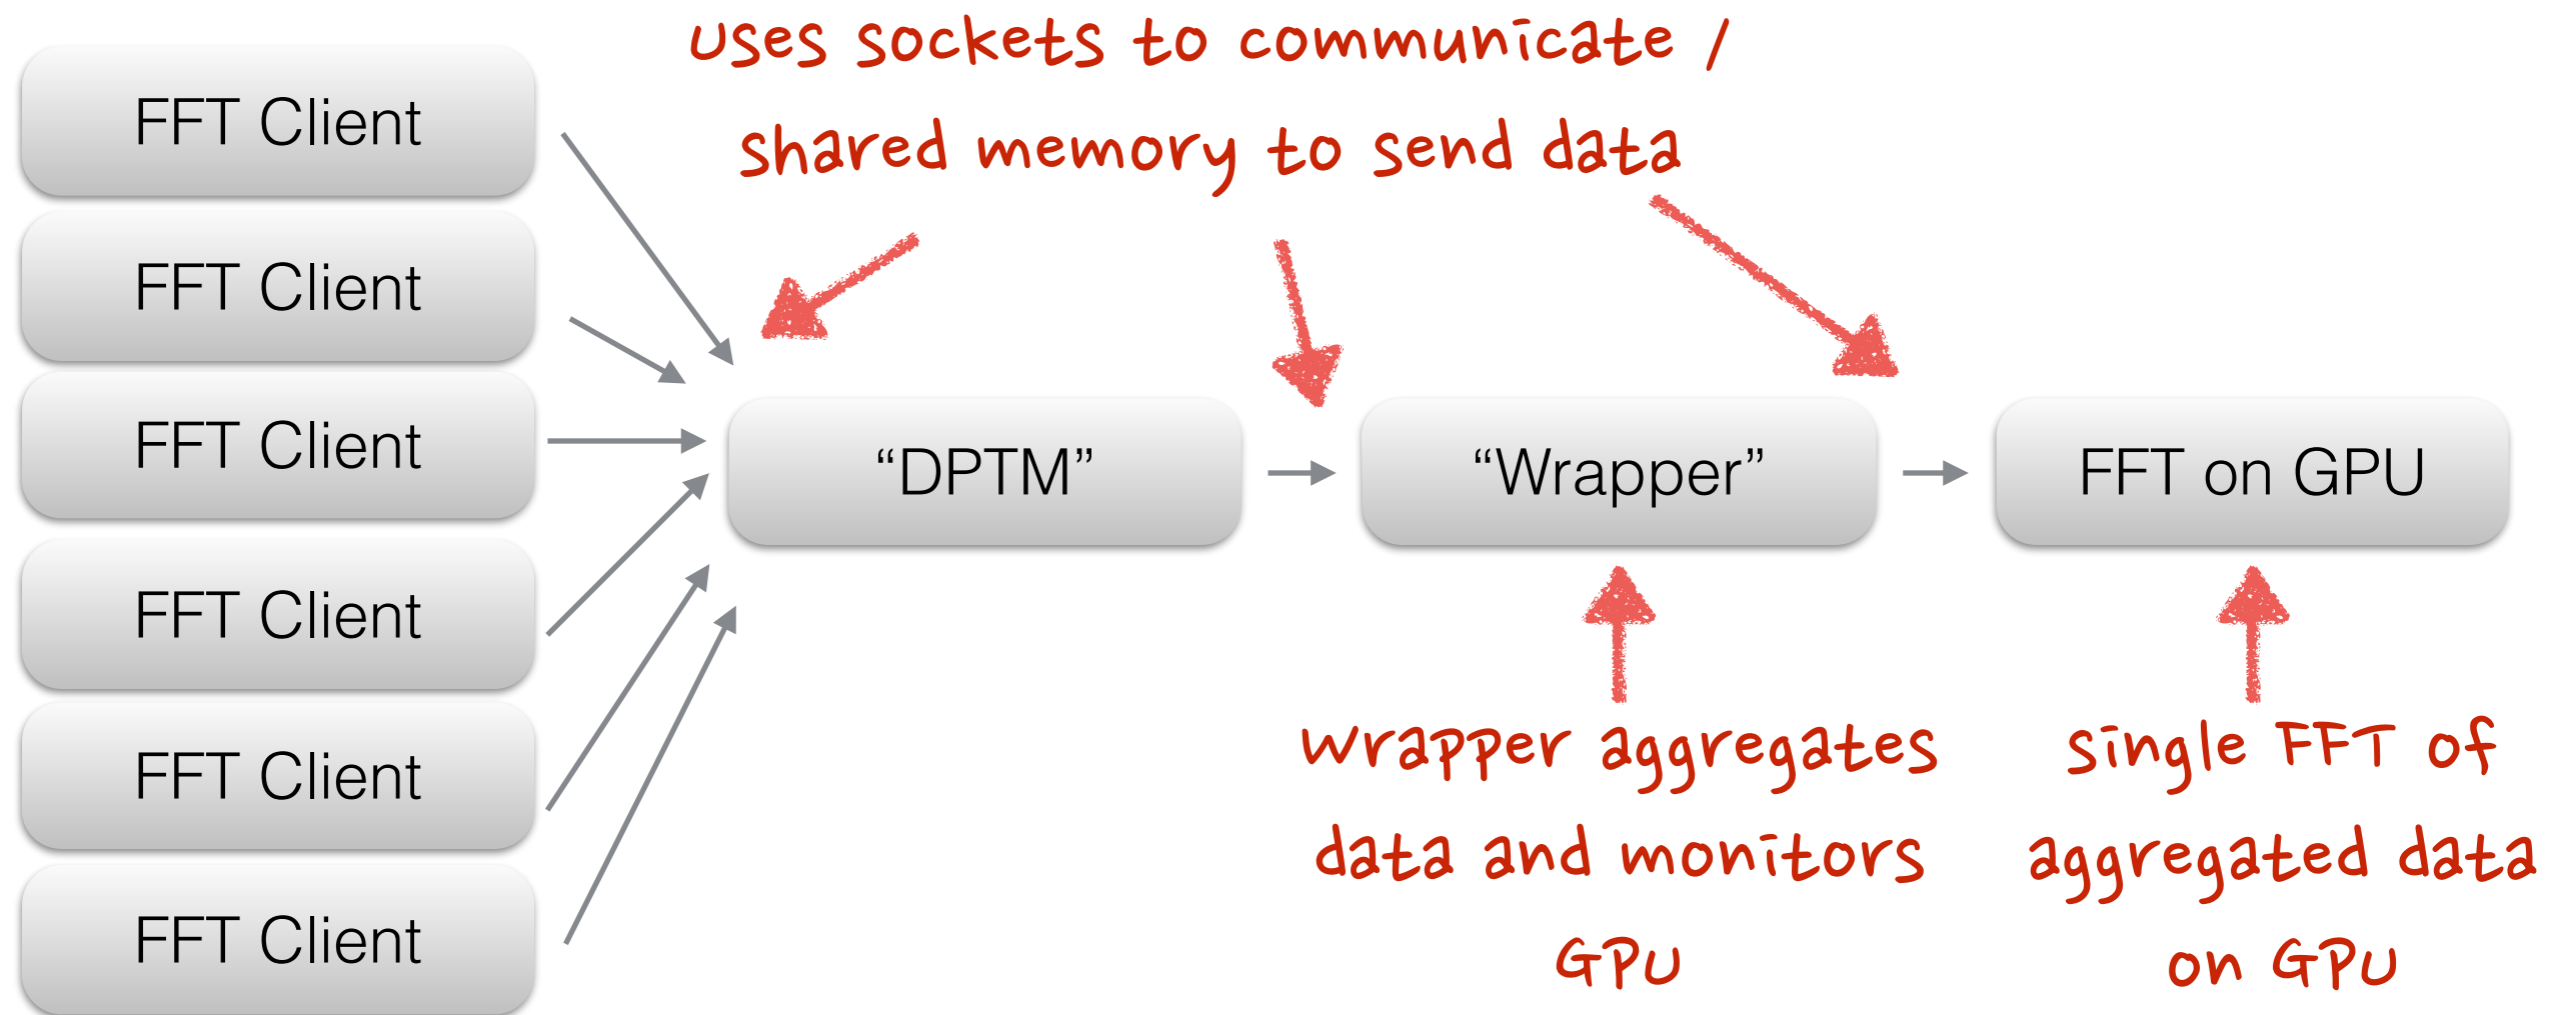 uses sockets to communicate /
shared memory to send data
FFT Client
FFT Client
FFT Client
FFT Client
FFT Client
FFT Client
“DPTM”
“Wrapper”
FFT on GPU
wrapper aggregates
data and monitors
GPU
single FFT of
aggregated data
on GPU